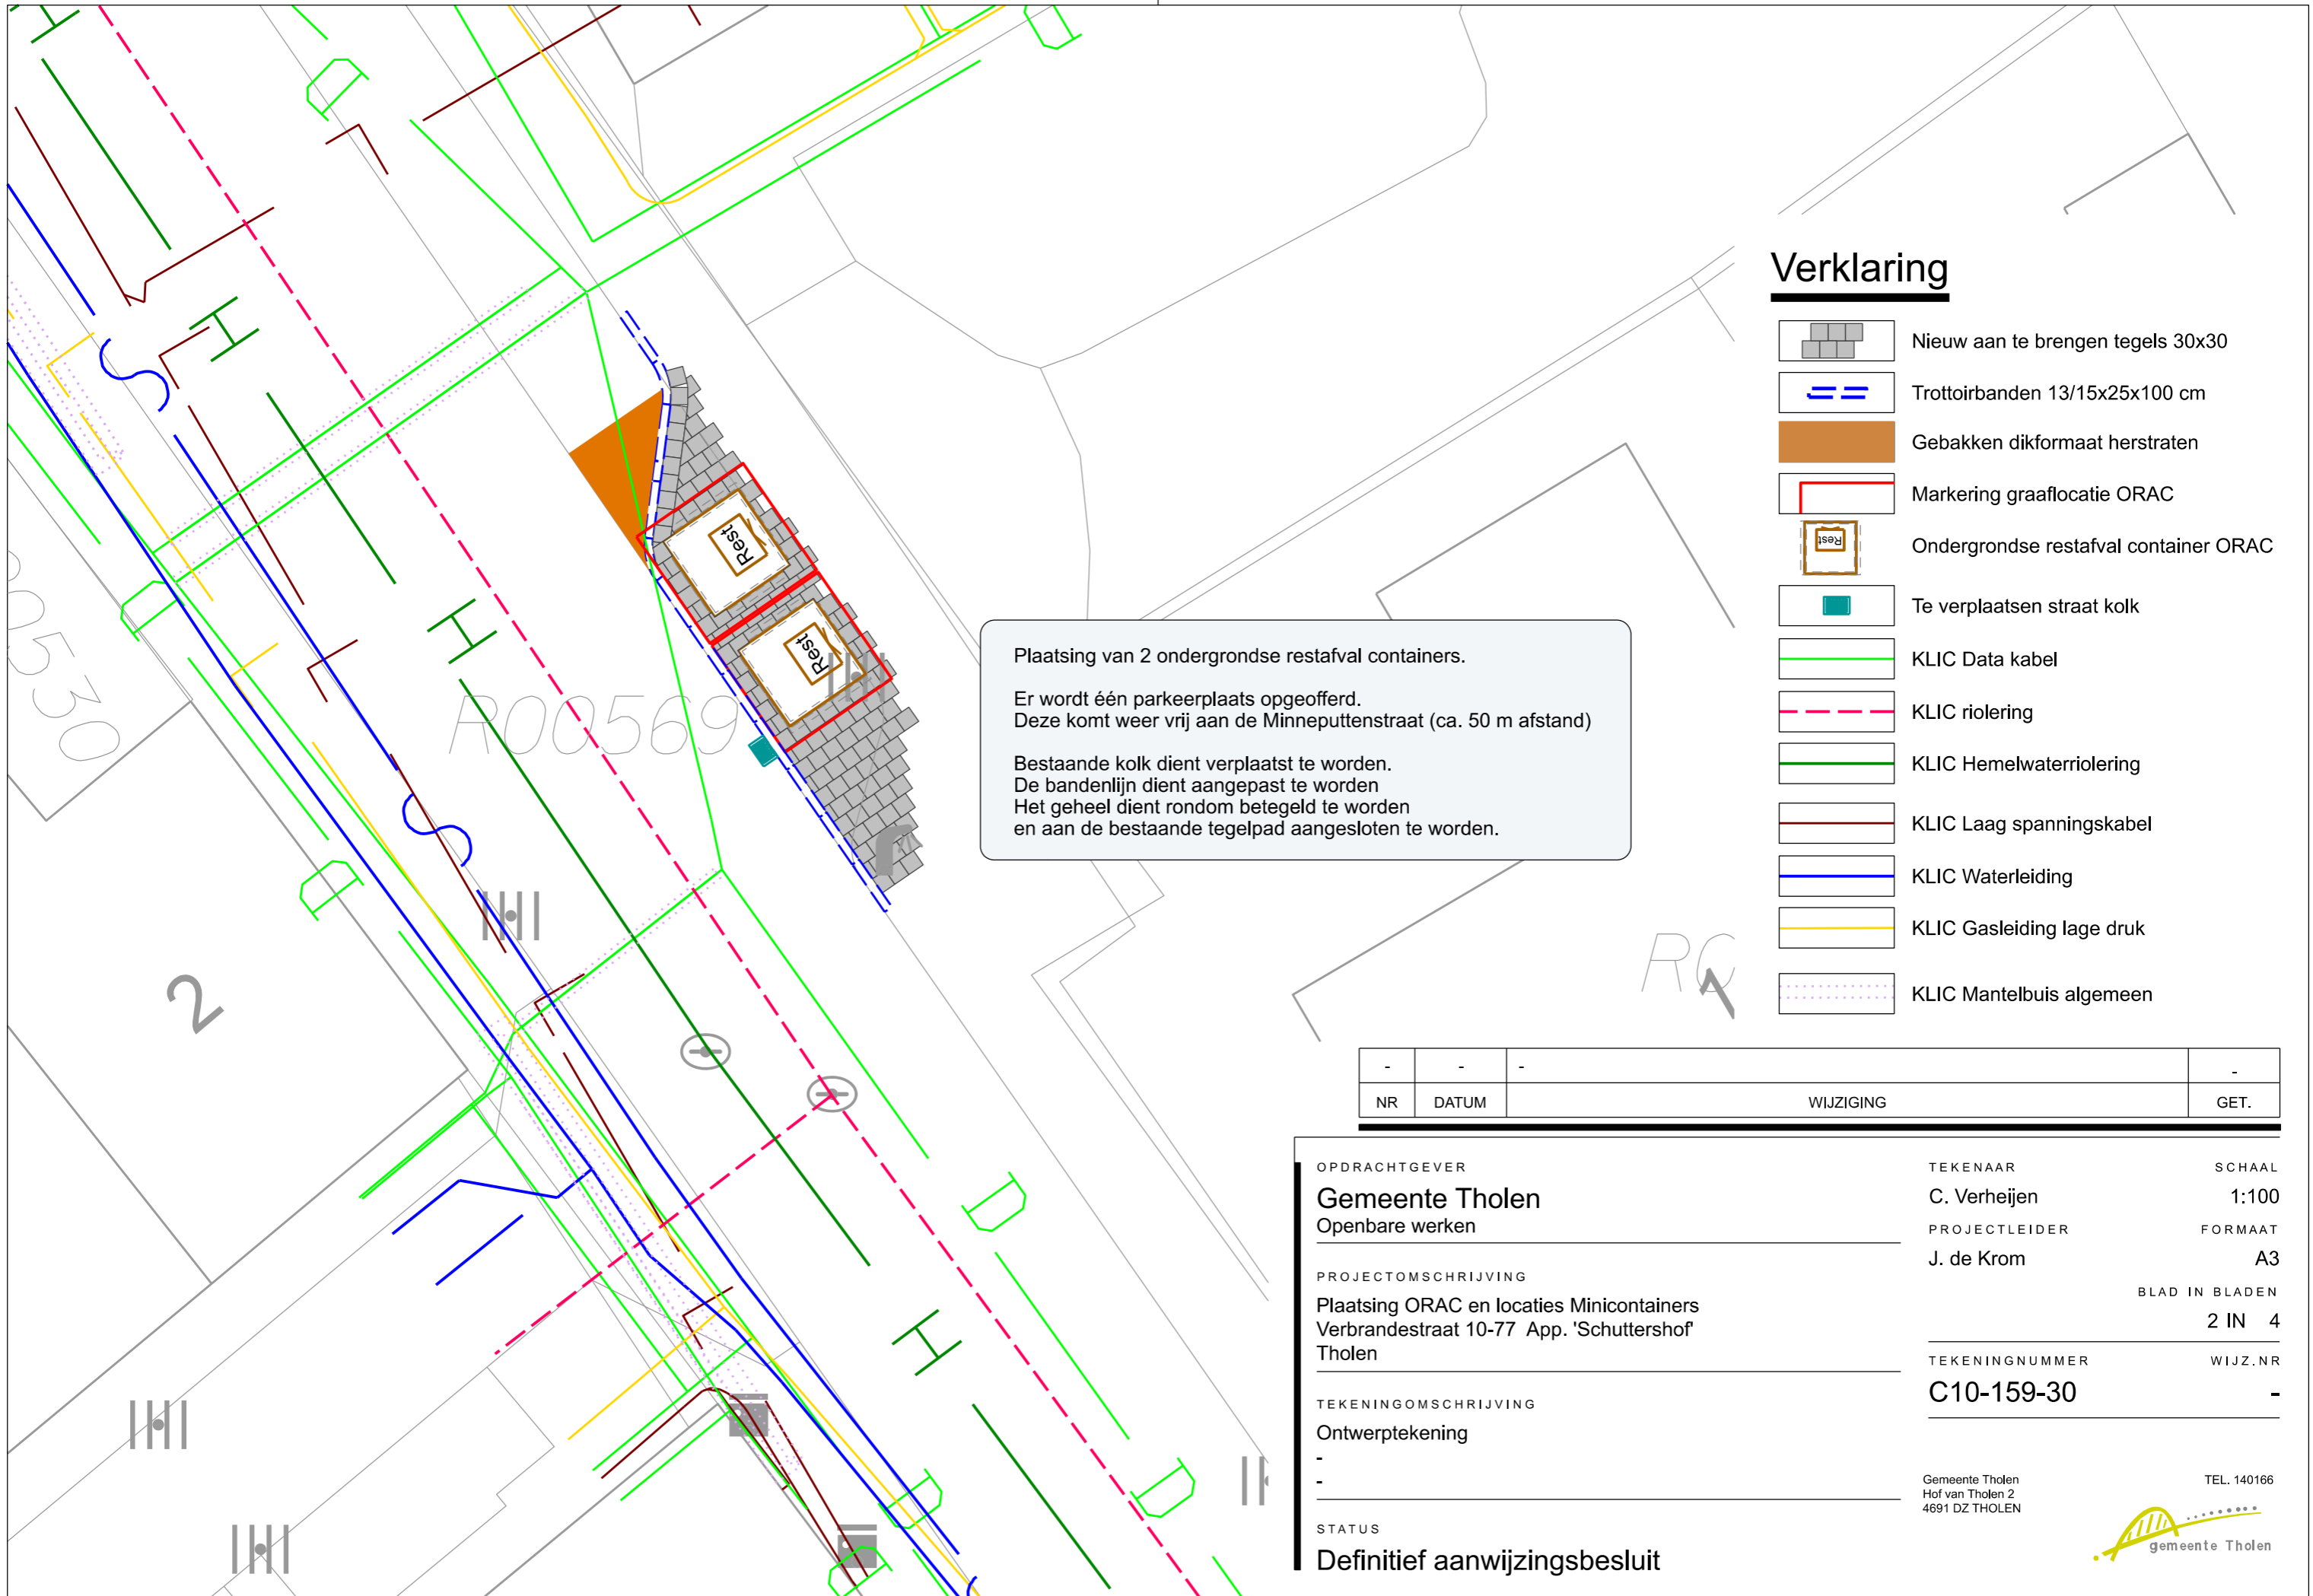 Verklaring
Nieuw aan te brengen tegels 30x30
Trottoirbanden 13/15x25x100 cm
Gebakken dikformaat herstraten
Markering graaflocatie ORAC
Rest
Ondergrondse restafval container ORAC
Te verplaatsen straat kolk
KLIC Data kabel
KLIC riolering
KLIC Hemelwaterriolering
KLIC Laag spanningskabel
KLIC Waterleiding
KLIC Gasleiding lage druk
KLIC Mantelbuis algemeen
Rest
Rest
R00569
2
Plaatsing van 2 ondergrondse restafval containers.
Er wordt één parkeerplaats opgeofferd.
Deze komt weer vrij aan de Minneputtenstraat (ca. 50 m afstand)
Bestaande kolk dient verplaatst te worden.
De bandenlijn dient aangepast te worden
Het geheel dient rondom betegeld te worden
en aan de bestaande tegelpad aangesloten te worden.
- - - -
NR DATUM WIJZIGING GET.
OPDRACHTGEVER
Gemeente Tholen
Openbare werken
PROJECTOMSCHRIJVING
Plaatsing ORAC en locaties Minicontainers
Verbrandestraat 10-77 App. 'Schuttershof'
Tholen
TEKENINGOMSCHRIJVING
Ontwerptekening
-
-
STATUS
Definitief aanwijzingsbesluit
TEKENAAR SCHAAL
C. Verheijen 1:100
PROJECTLEIDER FORMAAT
J. de Krom A3
BLAD IN BLADEN
2 IN 4
TEKENINGNUMMER WIJZ.NR
C10-159-30 -
Gemeente Tholen TEL. 140166
Hof van Tholen 2
4691 DZ THOLEN
gemeente Tholen